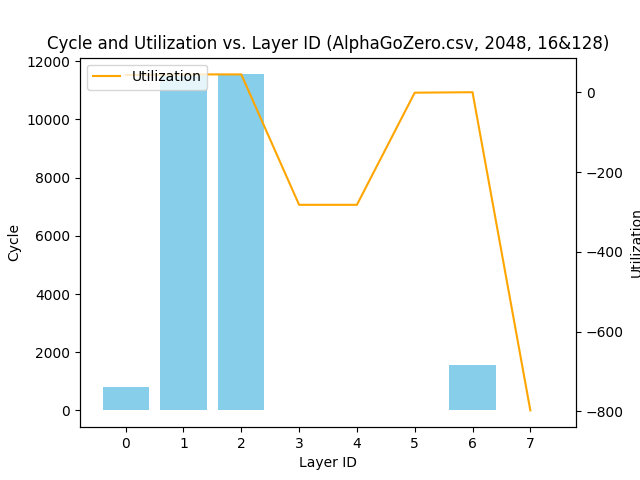 Cycle and Utilization vs. Layer ID (AlphaGoZero.csv, 2048, 16&128)
Utilization
12000
10000
8000
6000
4000
2000
0
Cycle
0
−200
−400
−600
−800
Utilization
0 1 2 3 4 5 6 7
Layer ID